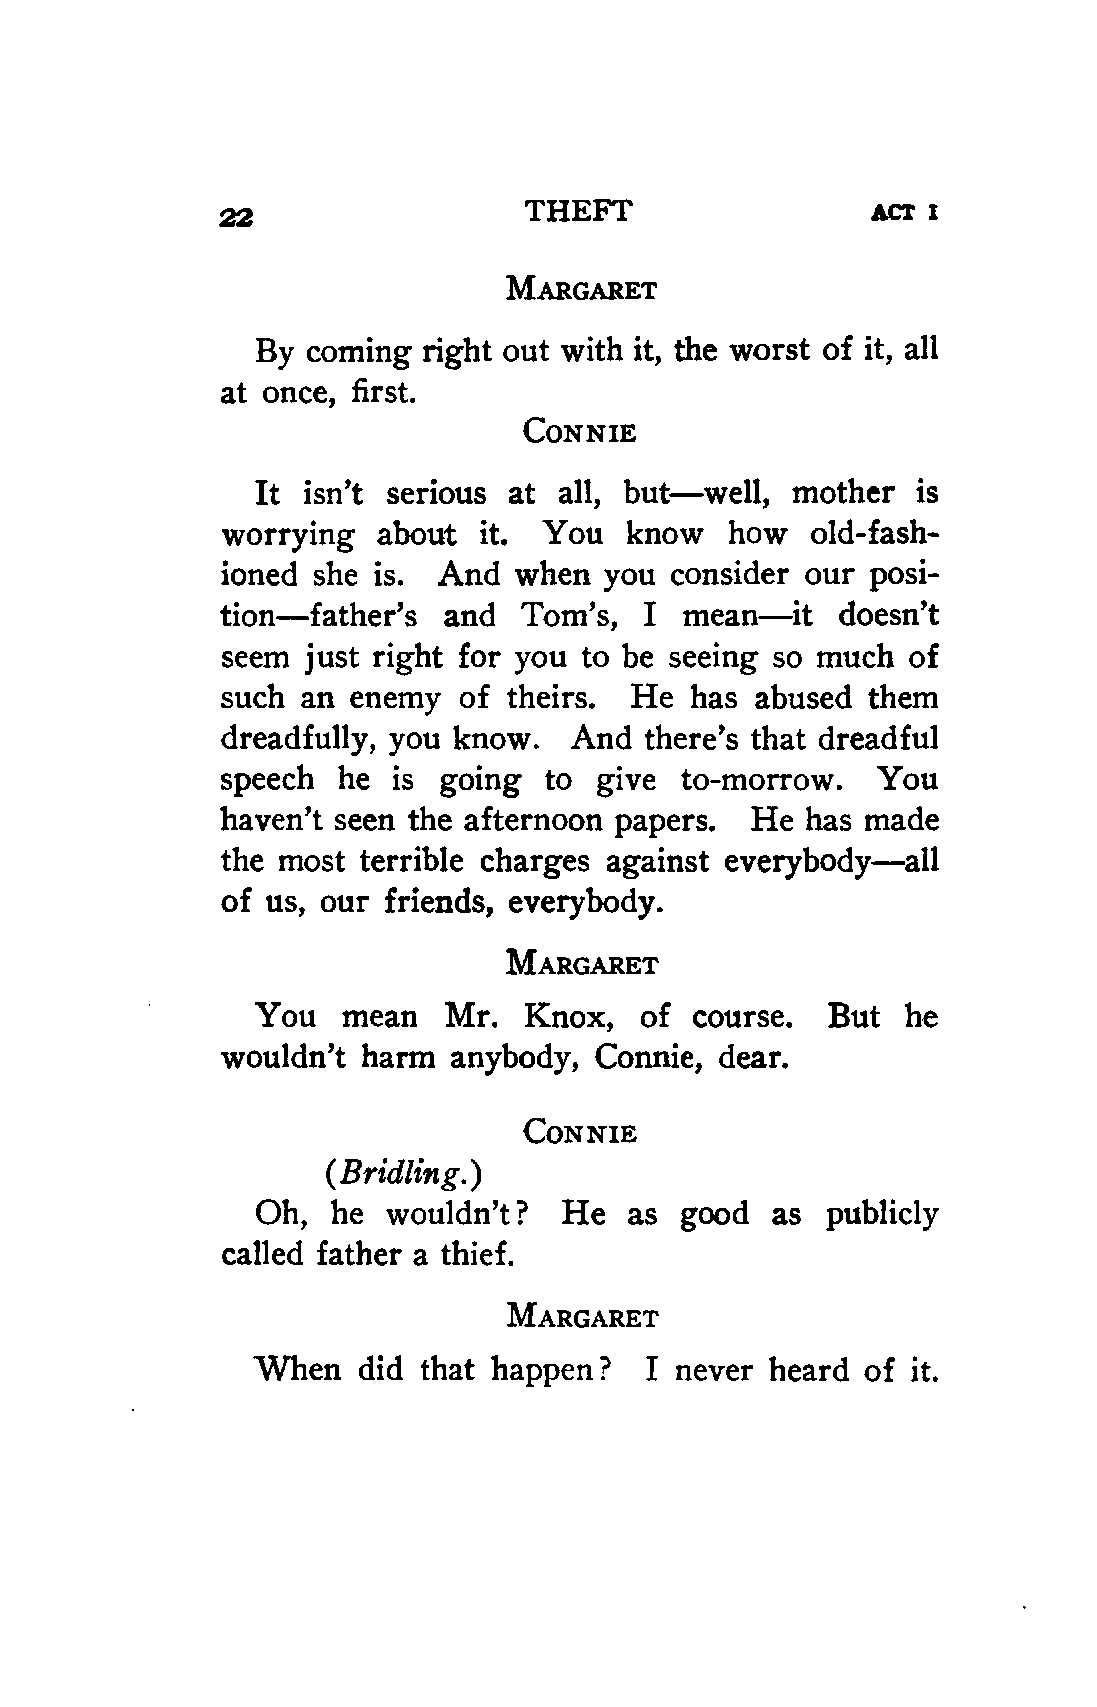 22 THEFT ACT I
MARGARET
By coming right out with it, the worst of it, all
at once, first.
CONNIE
It isn't serious at all, but—well, mother is
worrying about it. You know how old-fash-
ioned she is. And when you consider our posi-
tion—father's and Tom's, I mean—it doesn't
seem just right for you to be seeing so much of
such an enemy of theirs. He has abused them
dreadfully, you know. And there's that dreadful
speech he is going to give to-morrow. You
haven't seen the afternoon papers. He has made
the most terrible charges against everybody—all
of us, our friends, everybody.
MARGARET
You mean Mr. Knox, of course. But he
wouldn't harm anybody, Connie, dear.
CONNIE
(Bridling.)
Oh, he wouldn't? He as good as publicly
called father a thief.
MARGARET
When did that happen? I never heard of it.